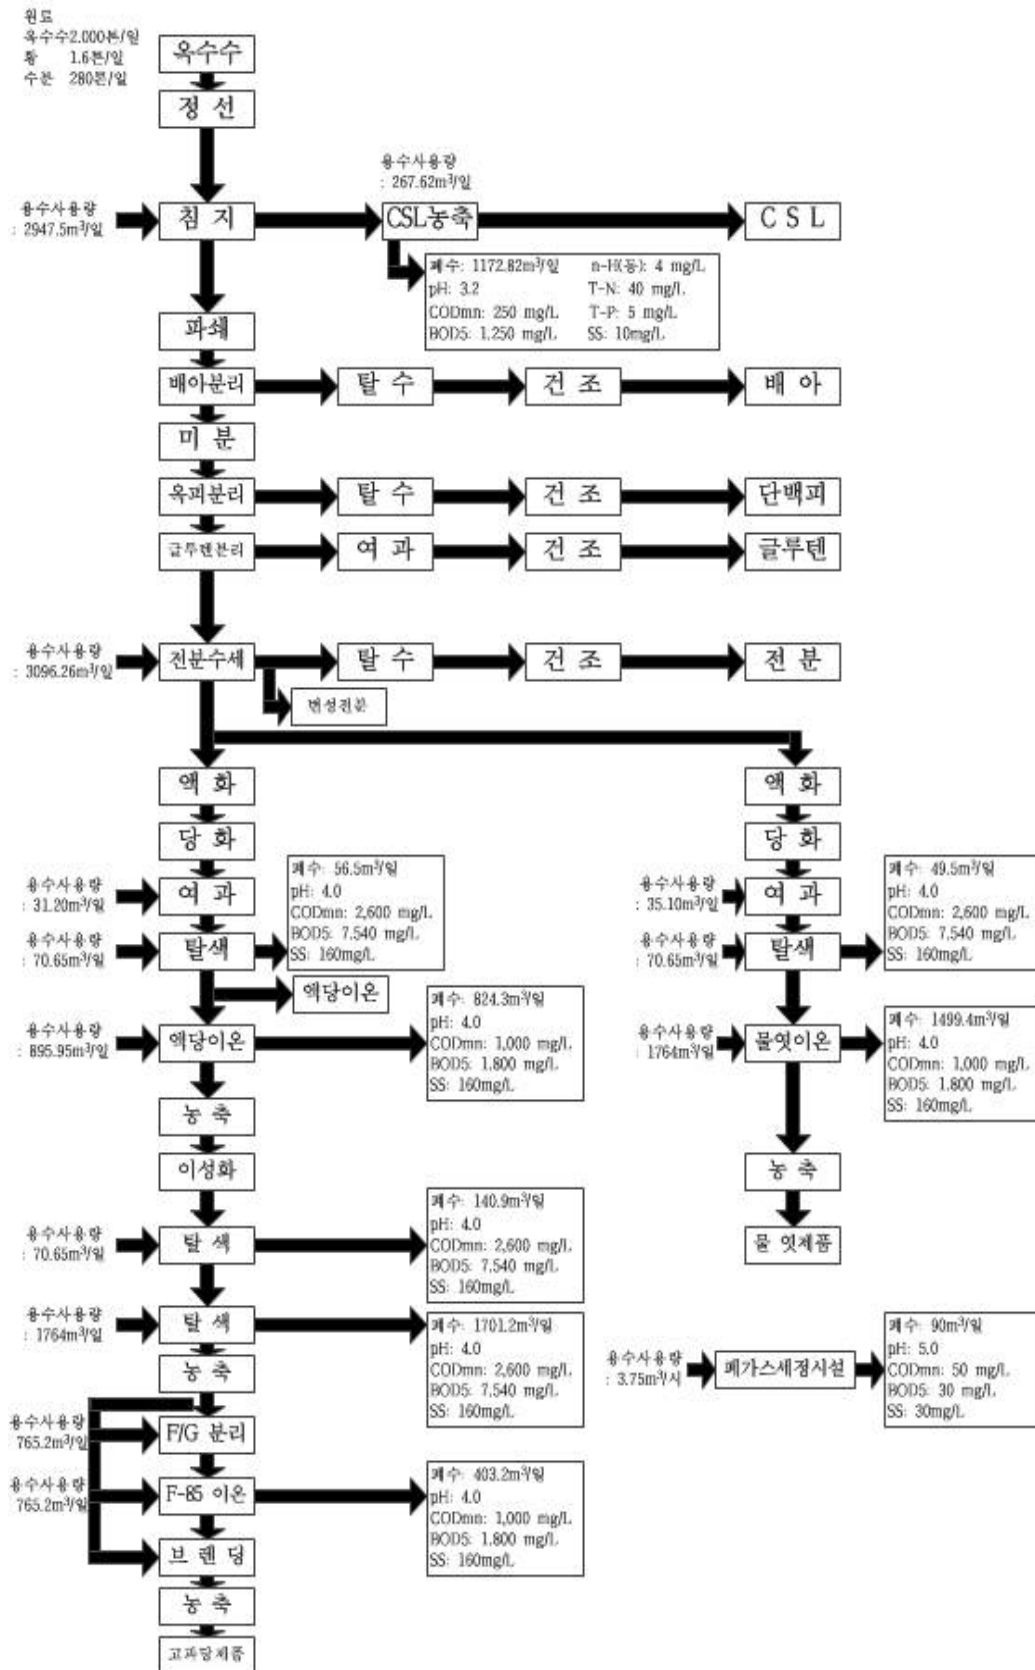 원료
옥수수2.000톤/일
황 1.6톤/일
수분 280톤/일
옥수수
정 선
용수사용량
: 267.62m³/일
용수사용량
: 2947.5m³/일
침 지
CSL농축
C S L
폐수: 1172.82m³/일 n-H(동): 4 mg/L
pH: 3.2 T-N: 40 mg/L
CODmn: 250 mg/L T-P: 5 mg/L
BOD5: 1,250 mg/L SS: 10mg/L
파쇄
배아분리
탈 수
건 조
배 아
미 분
옥피분리
탈 수
건 조
단백피
글루텐분리
여 과
건 조
글루텐
용수사용량
: 3096.26m³/일
전분수세
탈 수
건 조
전 분
변성전분
액 화
액 화
당 화
당 화
용수사용량
: 31.20m³/일
여 과
폐수: 56.5m³/일
pH: 4.0
CODmn: 2,600 mg/L
BOD5: 7,540 mg/L
SS: 160mg/L
용수사용량
: 35.10m³/일
여 과
폐수: 49.5m³/일
pH: 4.0
CODmn: 2,600 mg/L
BOD5: 7,540 mg/L
SS: 160mg/L
용수사용량
: 70.65m³/일
탈색
용수사용량
: 70.65m³/일
탈색
액당이온
용수사용량
: 895.95m³/일
액당이온
폐수: 824.3m³/일
pH: 4.0
CODmn: 1,000 mg/L
BOD5: 1,800 mg/L
SS: 160mg/L
용수사용량
: 1764m³/일
물엿이온
폐수: 1499.4m³/일
pH: 4.0
CODmn: 1,000 mg/L
BOD5: 1,800 mg/L
SS: 160mg/L
농 축
이성화
농 축
물 엿제품
용수사용량
: 70.65m³/일
탈 색
폐수: 140.9m³/일
pH: 4.0
CODmn: 2,600 mg/L
BOD5: 7,540 mg/L
SS: 160mg/L
용수사용량
: 1764m³/일
탈 색
폐수: 1701.2m³/일
pH: 4.0
CODmn: 2,600 mg/L
BOD5: 7,540 mg/L
SS: 160mg/L
용수사용량
: 3.75m³/시
폐가스세정시설
폐수: 90m³/일
pH: 5.0
CODmn: 50 mg/L
BOD5: 30 mg/L
SS: 30mg/L
농 축
용수사용량
765.2m³/일
F/G 분리
용수사용량
765.2m³/일
F-85 이온
폐수: 403.2m³/일
pH: 4.0
CODmn: 1,000 mg/L
BOD5: 1,800 mg/L
SS: 160mg/L
브 렌 딩
농 축
고과당제품